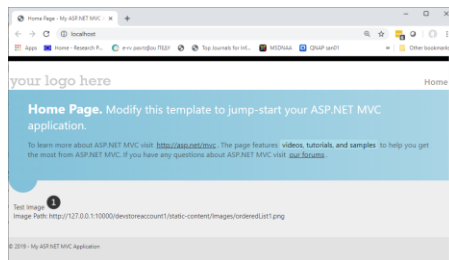 Home Page - My ASP.NET MVC A
localhost
Apps Home - Research P... e-γν ραντεβου ΠΕΔΥ Top Journals for Inf... MSDNAA QNAP san01 » Other bookmarks
your logo here
Home
Home Page. Modify this template to jump-start your ASP.NET MVC
application.
To learn more about ASP.NET MVC visit http://asp.net/mvc. The page features videos, tutorials, and samples to help you get
the most from ASP.NET MVC. If you have any questions about ASP.NET MVC visit our forums.
Test Image 1
Image Path: http://127.0.0.1:10000/devstoreaccount1/static-content/Images/orderedList1.png
© 2019 - My ASP.NET MVC Application